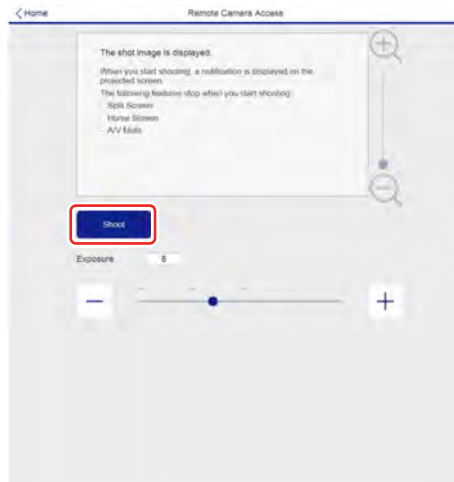 Home
Remote Camera Access
The shot image is displayed.
When you start shooting, a notification is displayed on the
projected screen.
The following features stop when you start shooting
Split Screen
Home Screen
A/V Mute
Shoot
Exposure 8